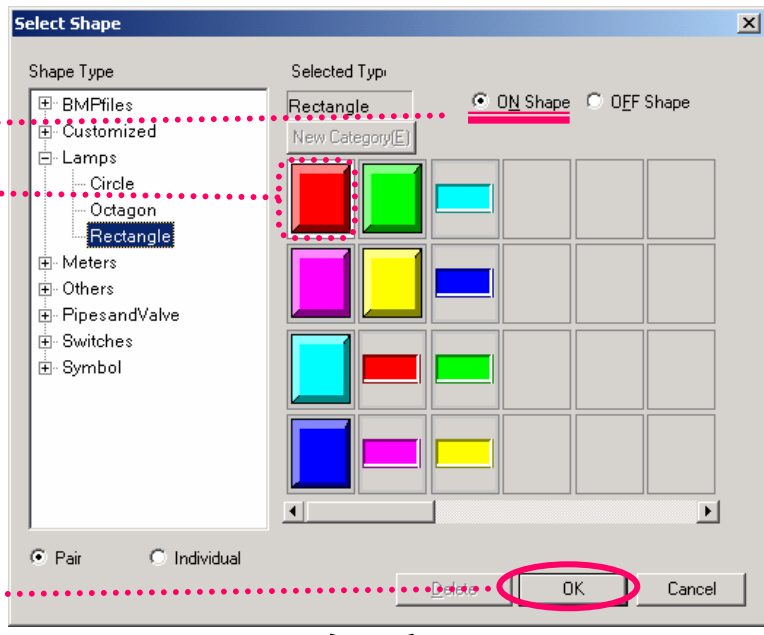 Select Shape
Shape Type
Selected Typ
BMPfiles
Customized
Lamps
Circle
Octagon
Rectangle
Meters
Others
PipesandValve
Switches
Symbol
Rectangle
ON Shape
OFF Shape
New Category(E)
Pair
Individual
Delete
OK
Cancel